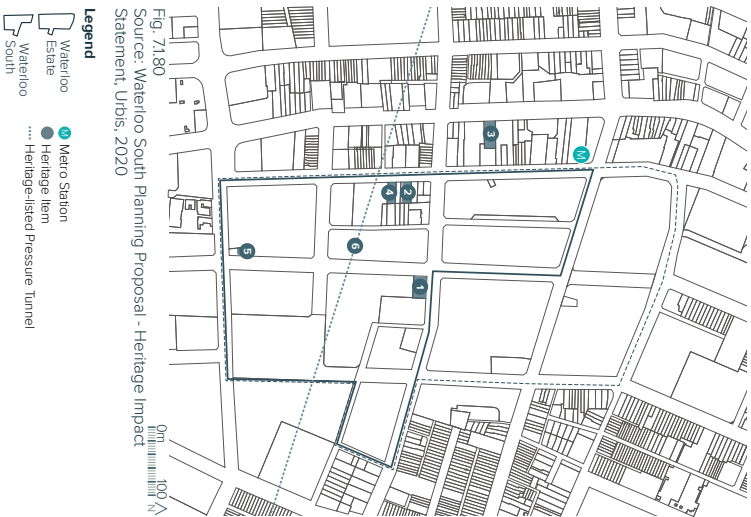 M
3
4
2
5
6
1
0m 100
N
Fig. 7.1.80
Source: Waterloo South Planning Proposal - Heritage Impact
Statement, Urbis, 2020
Legend
Waterloo
Estate
Waterloo
South
M Metro Station
Heritage Item
Heritage-listed Pressure Tunnel